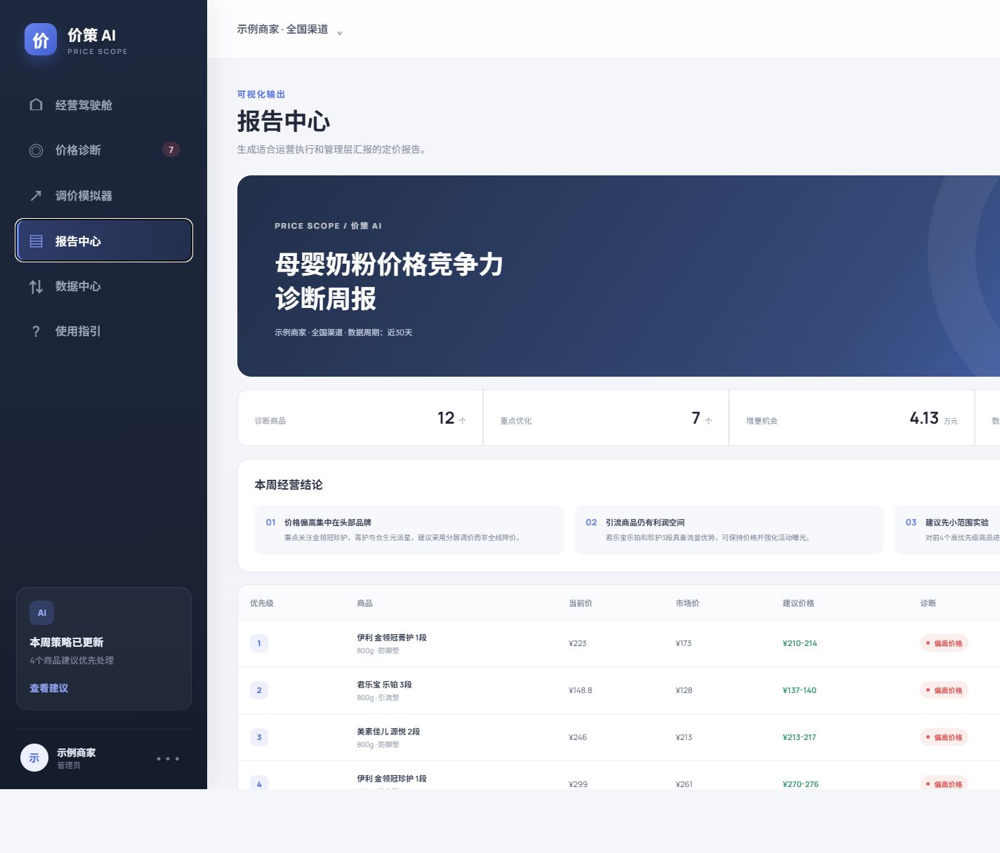 价
价策 AI
PRICE SCOPE
经营驾驶舱
价格诊断
7
调价模拟器
报告中心
数据中心
? 使用指引
AI
本周策略已更新
4个商品建议优先处理
查看建议
示
示例商家
管理员
示例商家 · 全国渠道
可视化输出
报告中心
生成适合运营执行和管理层汇报的定价报告。
PRICE SCOPE / 价策 AI
母婴奶粉价格竞争力
诊断周报
示例商家 · 全国渠道 · 数据周期：近30天
诊断商品 12 个
重点优化 7 个
增量机会 4.13 万元
数
本周经营结论
01 价格偏高集中在头部品牌
重点关注金领冠珍护、菁护与合生元派星，建议采用分层调价而非全线降价。
02 引流商品仍有利润空间
君乐宝乐铂和珍护3段具备流量优势，可保持价格并强化活动曝光。
03 建议先小范围实验
对前4个高优先级商品进
优先级 商品 当前价 市场价 建议价格 诊断
1 伊利 金领冠菁护 1段 ¥223 ¥173 ¥210-214 偏高价格
800g · 防御型
2 君乐宝 乐铂 3段 ¥148.8 ¥128 ¥137-140 偏高价格
800g · 引流型
3 美素佳儿 源悦 2段 ¥246 ¥213 ¥213-217 偏高价格
800g · 防御型
4 伊利 金领冠珍护 1段 ¥299 ¥261 ¥270-276 偏高价格